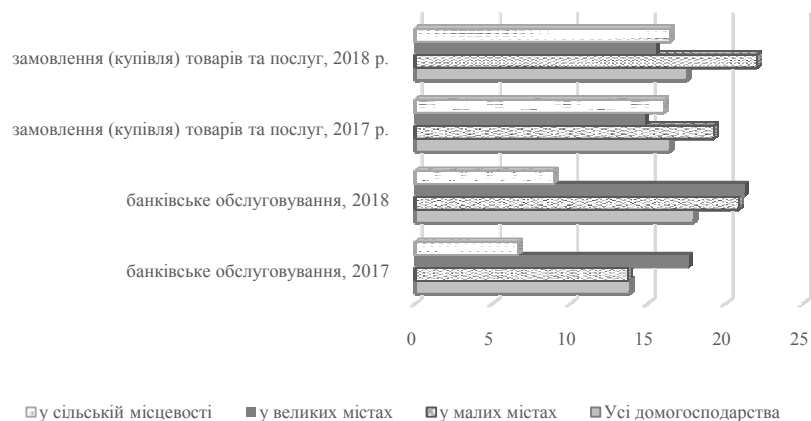 замовлення (купівля) товарів та послуг, 2018 р.
замовлення (купівля) товарів та послуг, 2017 р.
банківське обслуговування, 2018
банківське обслуговування, 2017
0 5 10 15 20 25
у сільській місцевості у великих містах у малих містах Усі домогосподарства